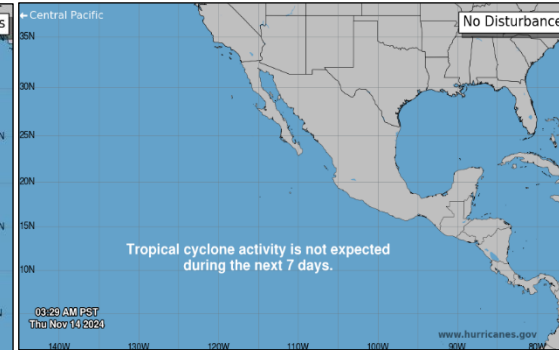 s
← Central Pacific
No Disturbance
35N
30N
25N
20N
15N
10N
N
N
N
Tropical cyclone activity is not expected
during the next 7 days.
03:29 AM PST
Thu Nov 14 2024
www.hurricanes.gov
140W 130W 120W 110W 100W 90W 80W